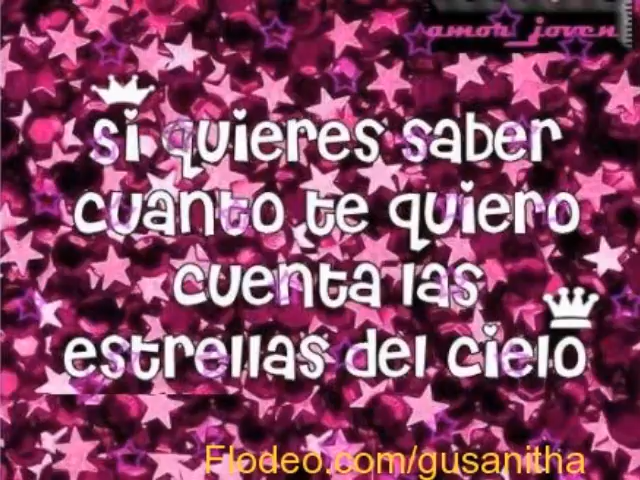 amor_joven
si quieres saber
cuanto te quiero
cuenta las
estrellas del cielo
Flodeo.com/gusanitha